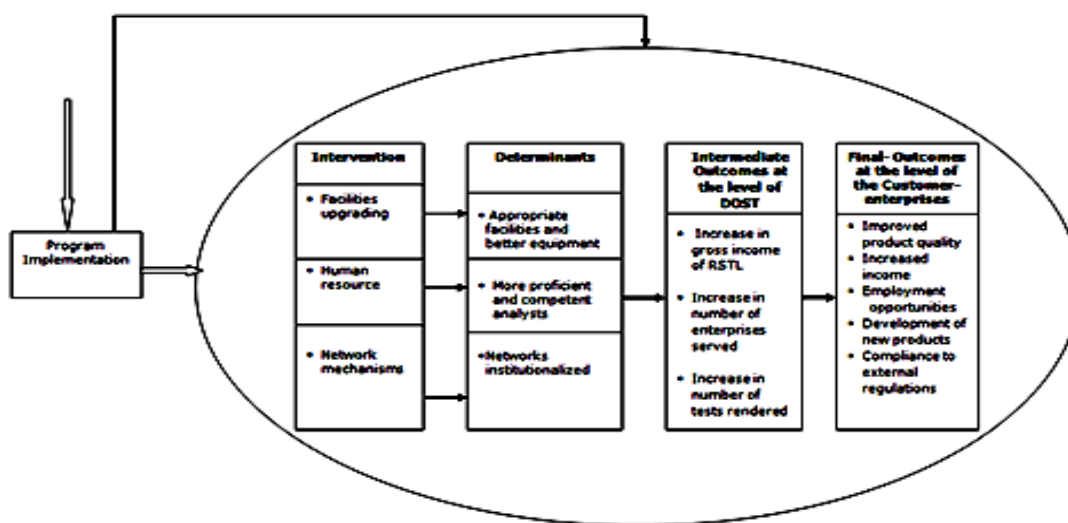 Program
Implementation
Intervention
• Facilities
upgrading
• Human
resource
• Network
mechanisms
Determinants
• Appropriate
facilities and
better equipment
• More proficient
and competent
analysts
•Networks
institutionalized
Intermediate
Outcomes at
the level of
DOST
• Increase in
gross income
of RSTL
• Increase in
number of
enterprises
served
• Increase in
number of
tests rendered
Final- Outcomes
at the level of
the Customer-
enterprises
• Improved
product quality
• Increased
income
• Employment
opportunities
• Development of
new products
• Compliance to
external
regulations